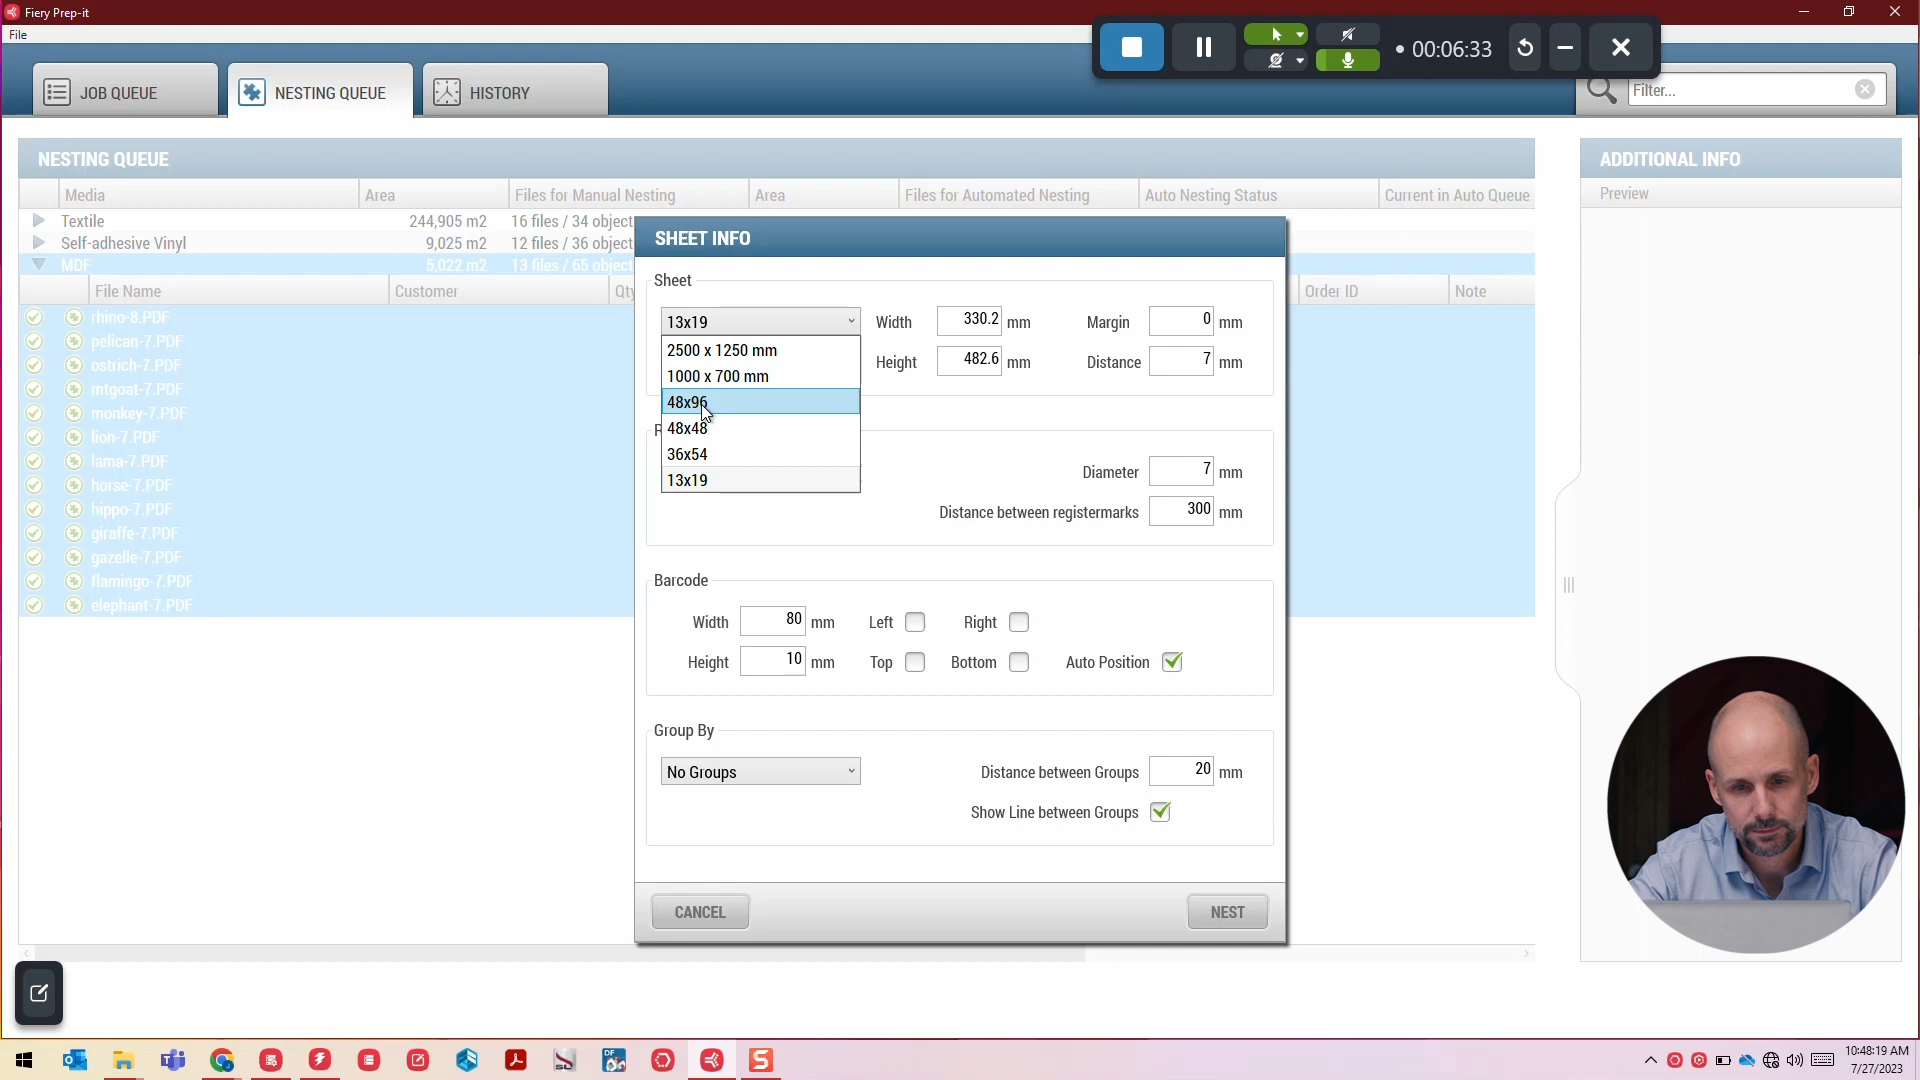 Fiery Prep-it
File
00:06:33
JOB QUEUE
NESTING QUEUE
HISTORY
Filter...
NESTING QUEUE
ADDITIONAL INFO
Media Area Files for Manual Nesting Area Files for Automated Nesting Auto Nesting Status Current in Auto Queue
Preview
Textile 244,905 m2 16 files / 34 object
Self-adhesive Vinyl 9,025 m2 12 files / 36 object
MDF 5,022 m2 13 files / 65 object
File Name Customer Qty Order ID Note
rhino-8.PDF
pelican-7.PDF
ostrich-7.PDF
mtgoat-7.PDF
monkey-7.PDF
lion-7.PDF
lama-7.PDF
horse-7.PDF
hippo-7.PDF
giraffe-7.PDF
gazelle-7.PDF
flamingo-7.PDF
elephant-7.PDF
SHEET INFO
Sheet
13x19 Width 330.2 mm Margin 0 mm
Height 482.6 mm Distance 7 mm
2500 x 1250 mm
1000 x 700 mm
48x96
48x48
36x54
13x19
Diameter 7 mm
Distance between registermarks 300 mm
Barcode
Width 80 mm Left Right
Height 10 mm Top Bottom Auto Position
Group By
No Groups Distance between Groups 20 mm
Show Line between Groups
CANCEL NEST
10:48:19 AM
7/27/2023